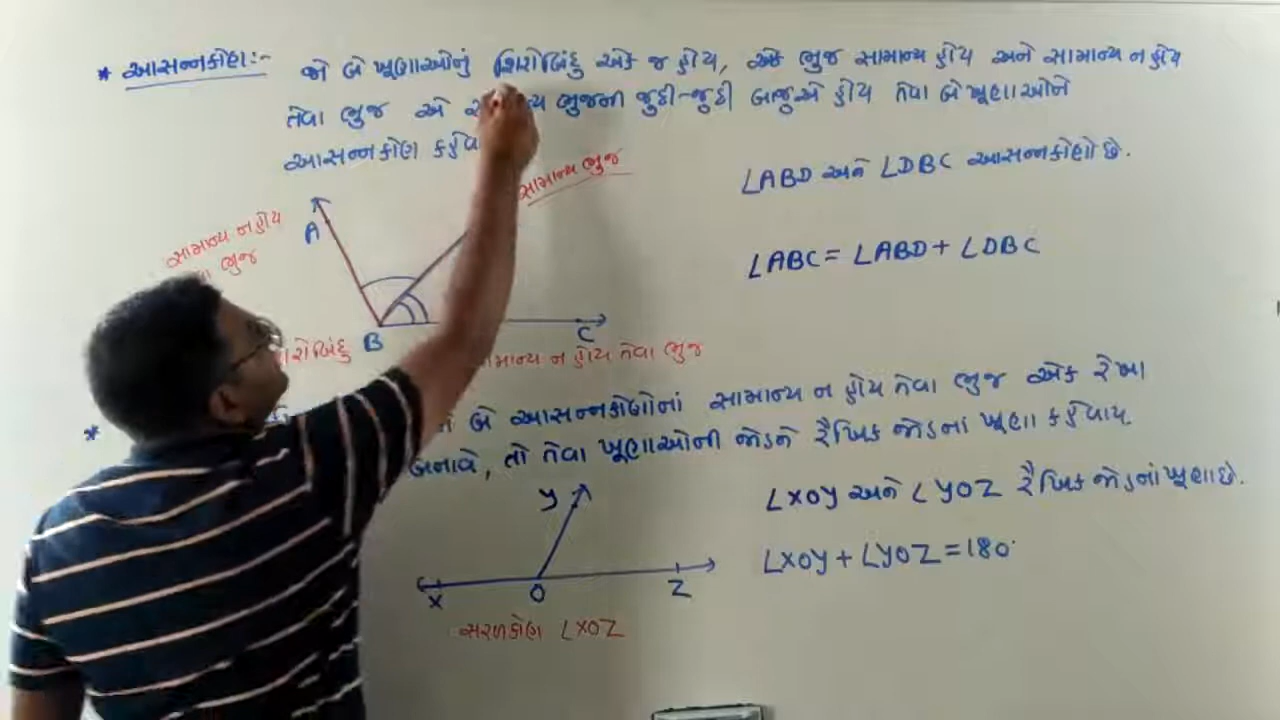 * આસન્નકોણ:- જે બે ખૂણાઓનું શિરોબિંદુ એક જ હોય, એક ભુજ સામાન્ય હોય અને સામાન્ય ન હોય
તેવા ભુજ એ ભુજની જુદી-જુદી બાજુએ હોય તેવા બે ખૂણાઓને
આસન્નકોણ
સામાન્ય ભુજ
∠ABD અને ∠DBC આસન્નકોણો છે.
સામાન્ય ન હોય
ભુજ
A
∠ABC = ∠ABD + ∠DBC
B
C
સામાન્ય ન હોય તેવા ભુજ
* બે આસન્નકોણોનાં સામાન્ય ન હોય તેવા ભુજ એક રેખા
બનાવે, તો તેવા ખૂણાઓની જોડને રૈખિક જોડનાં ખૂણા કહેવાય.
Y
∠XOY અને ∠YOZ રૈખિક જોડનાં ખૂણા છે.
∠XOY + ∠YOZ = 180°
X
O
Z
સરળકોણ ∠XOZ